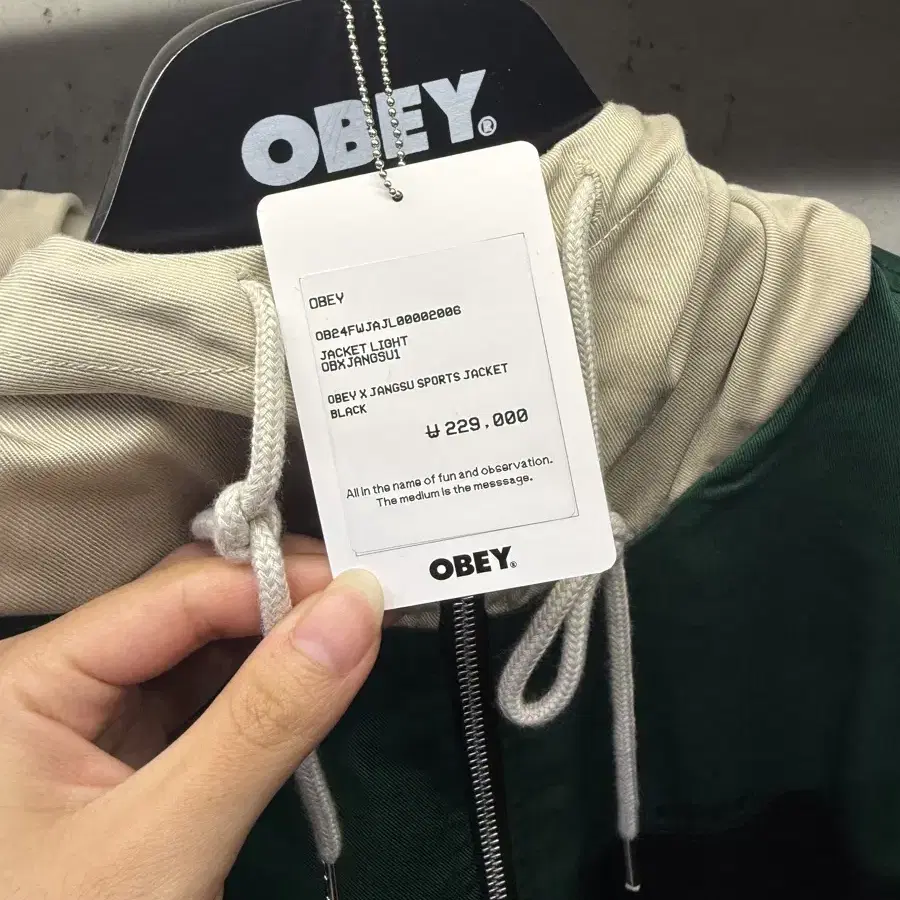 OBEY®
OBEY
OB24FWJAJL00002006
JACKET LIGHT
OBXJANGSU1
OBEY X JANGSU SPORTS JACKET
BLACK
₩ 229,000
All in the name of fun and observation.
The medium is the messsage.
OBEY®